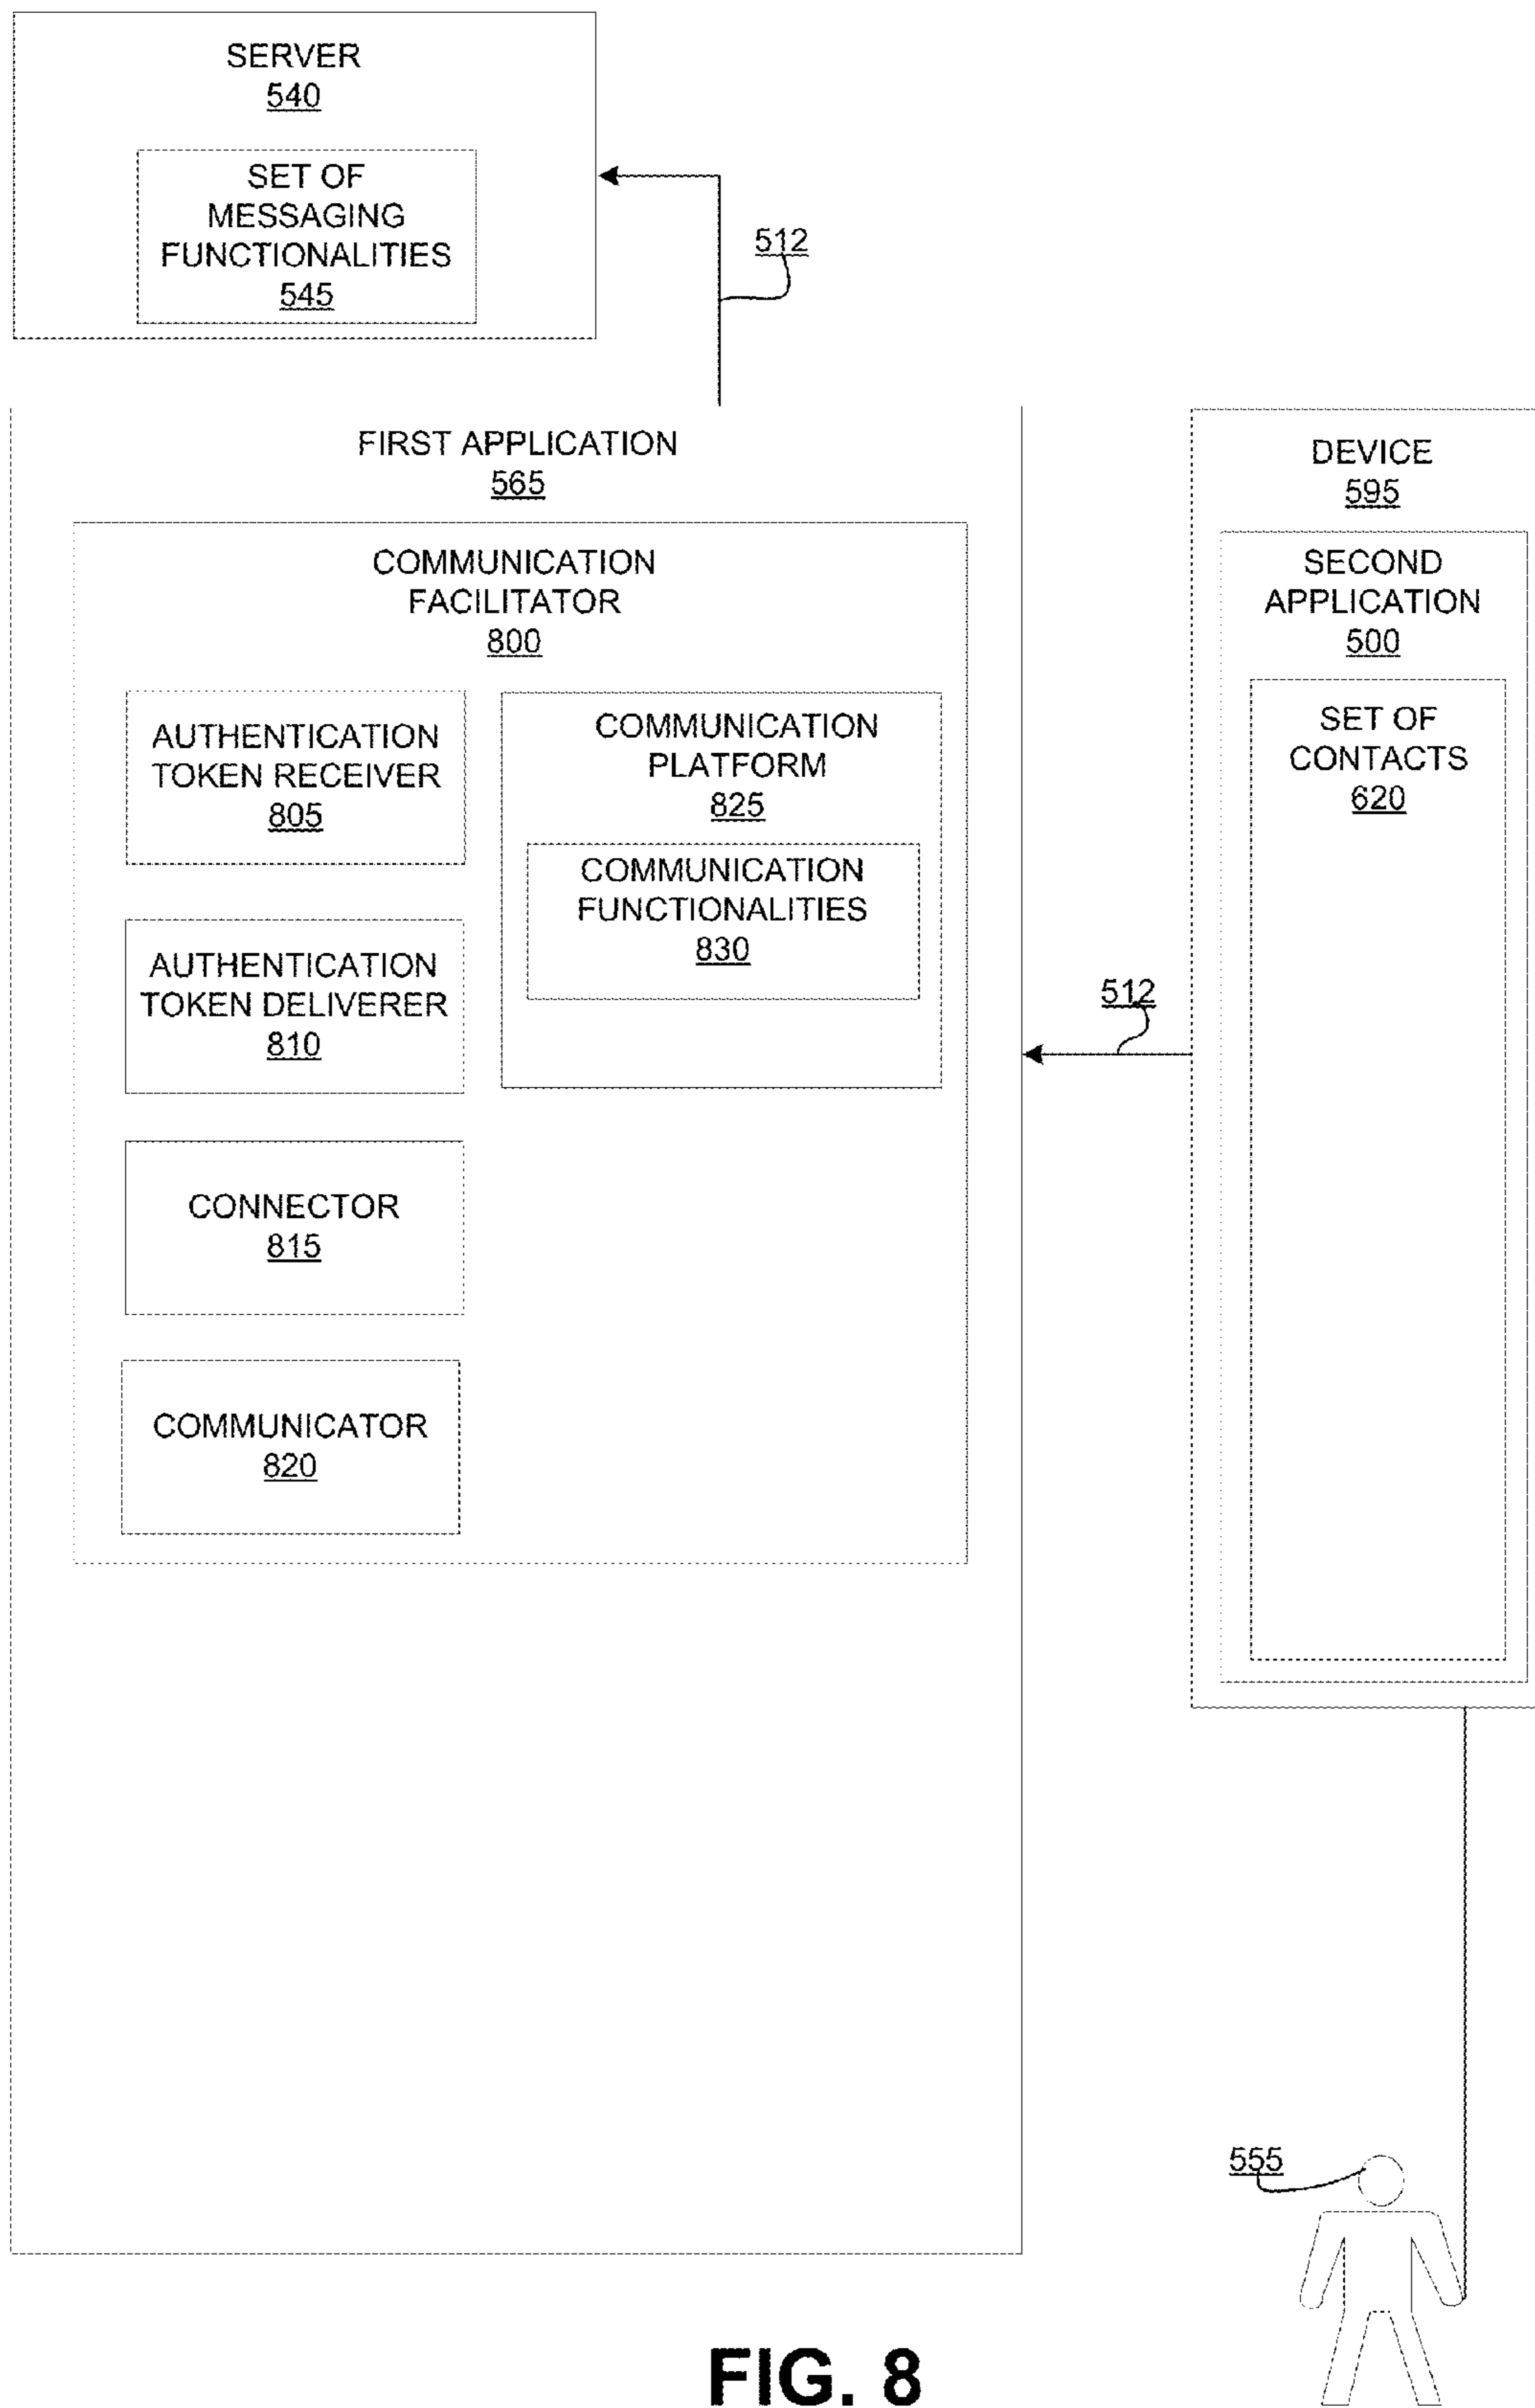 SERVER
540
SET OF
MESSAGING
FUNCTIONALITIES
545
512
FIRST APPLICATION
565
COMMUNICATION
FACILITATOR
800
AUTHENTICATION
TOKEN RECEIVER
805
AUTHENTICATION
TOKEN DELIVERER
810
CONNECTOR
815
COMMUNICATOR
820
COMMUNICATION
PLATFORM
825
COMMUNICATION
FUNCTIONALITIES
830
512
DEVICE
595
SECOND
APPLICATION
500
SET OF
CONTACTS
620
555
FIG. 8